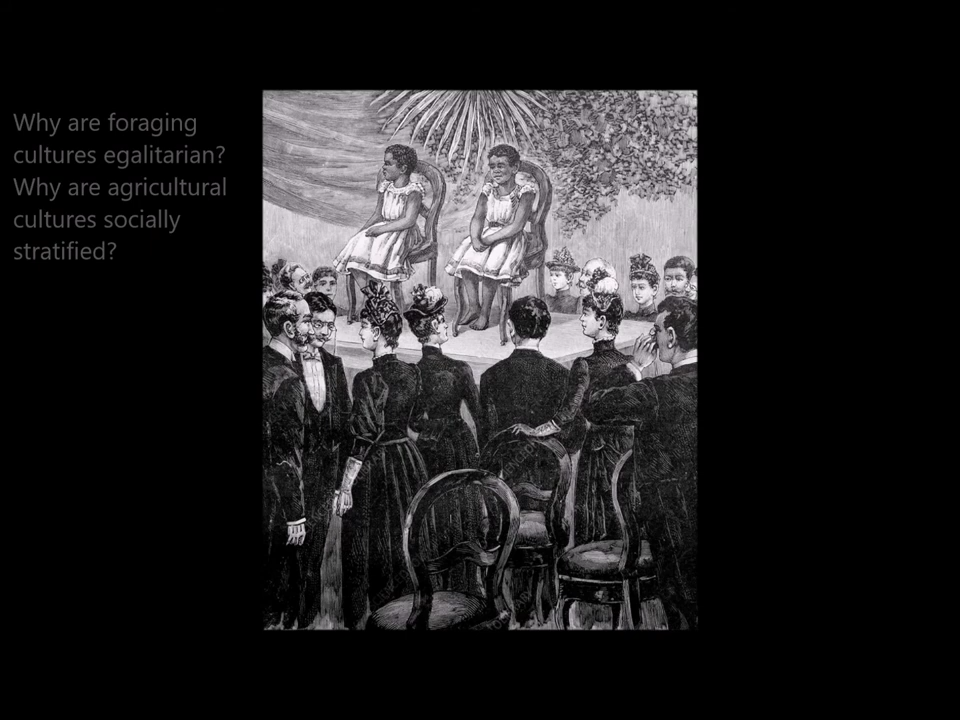 Why are foraging
cultures egalitarian?
Why are agricultural
cultures socially
stratified?